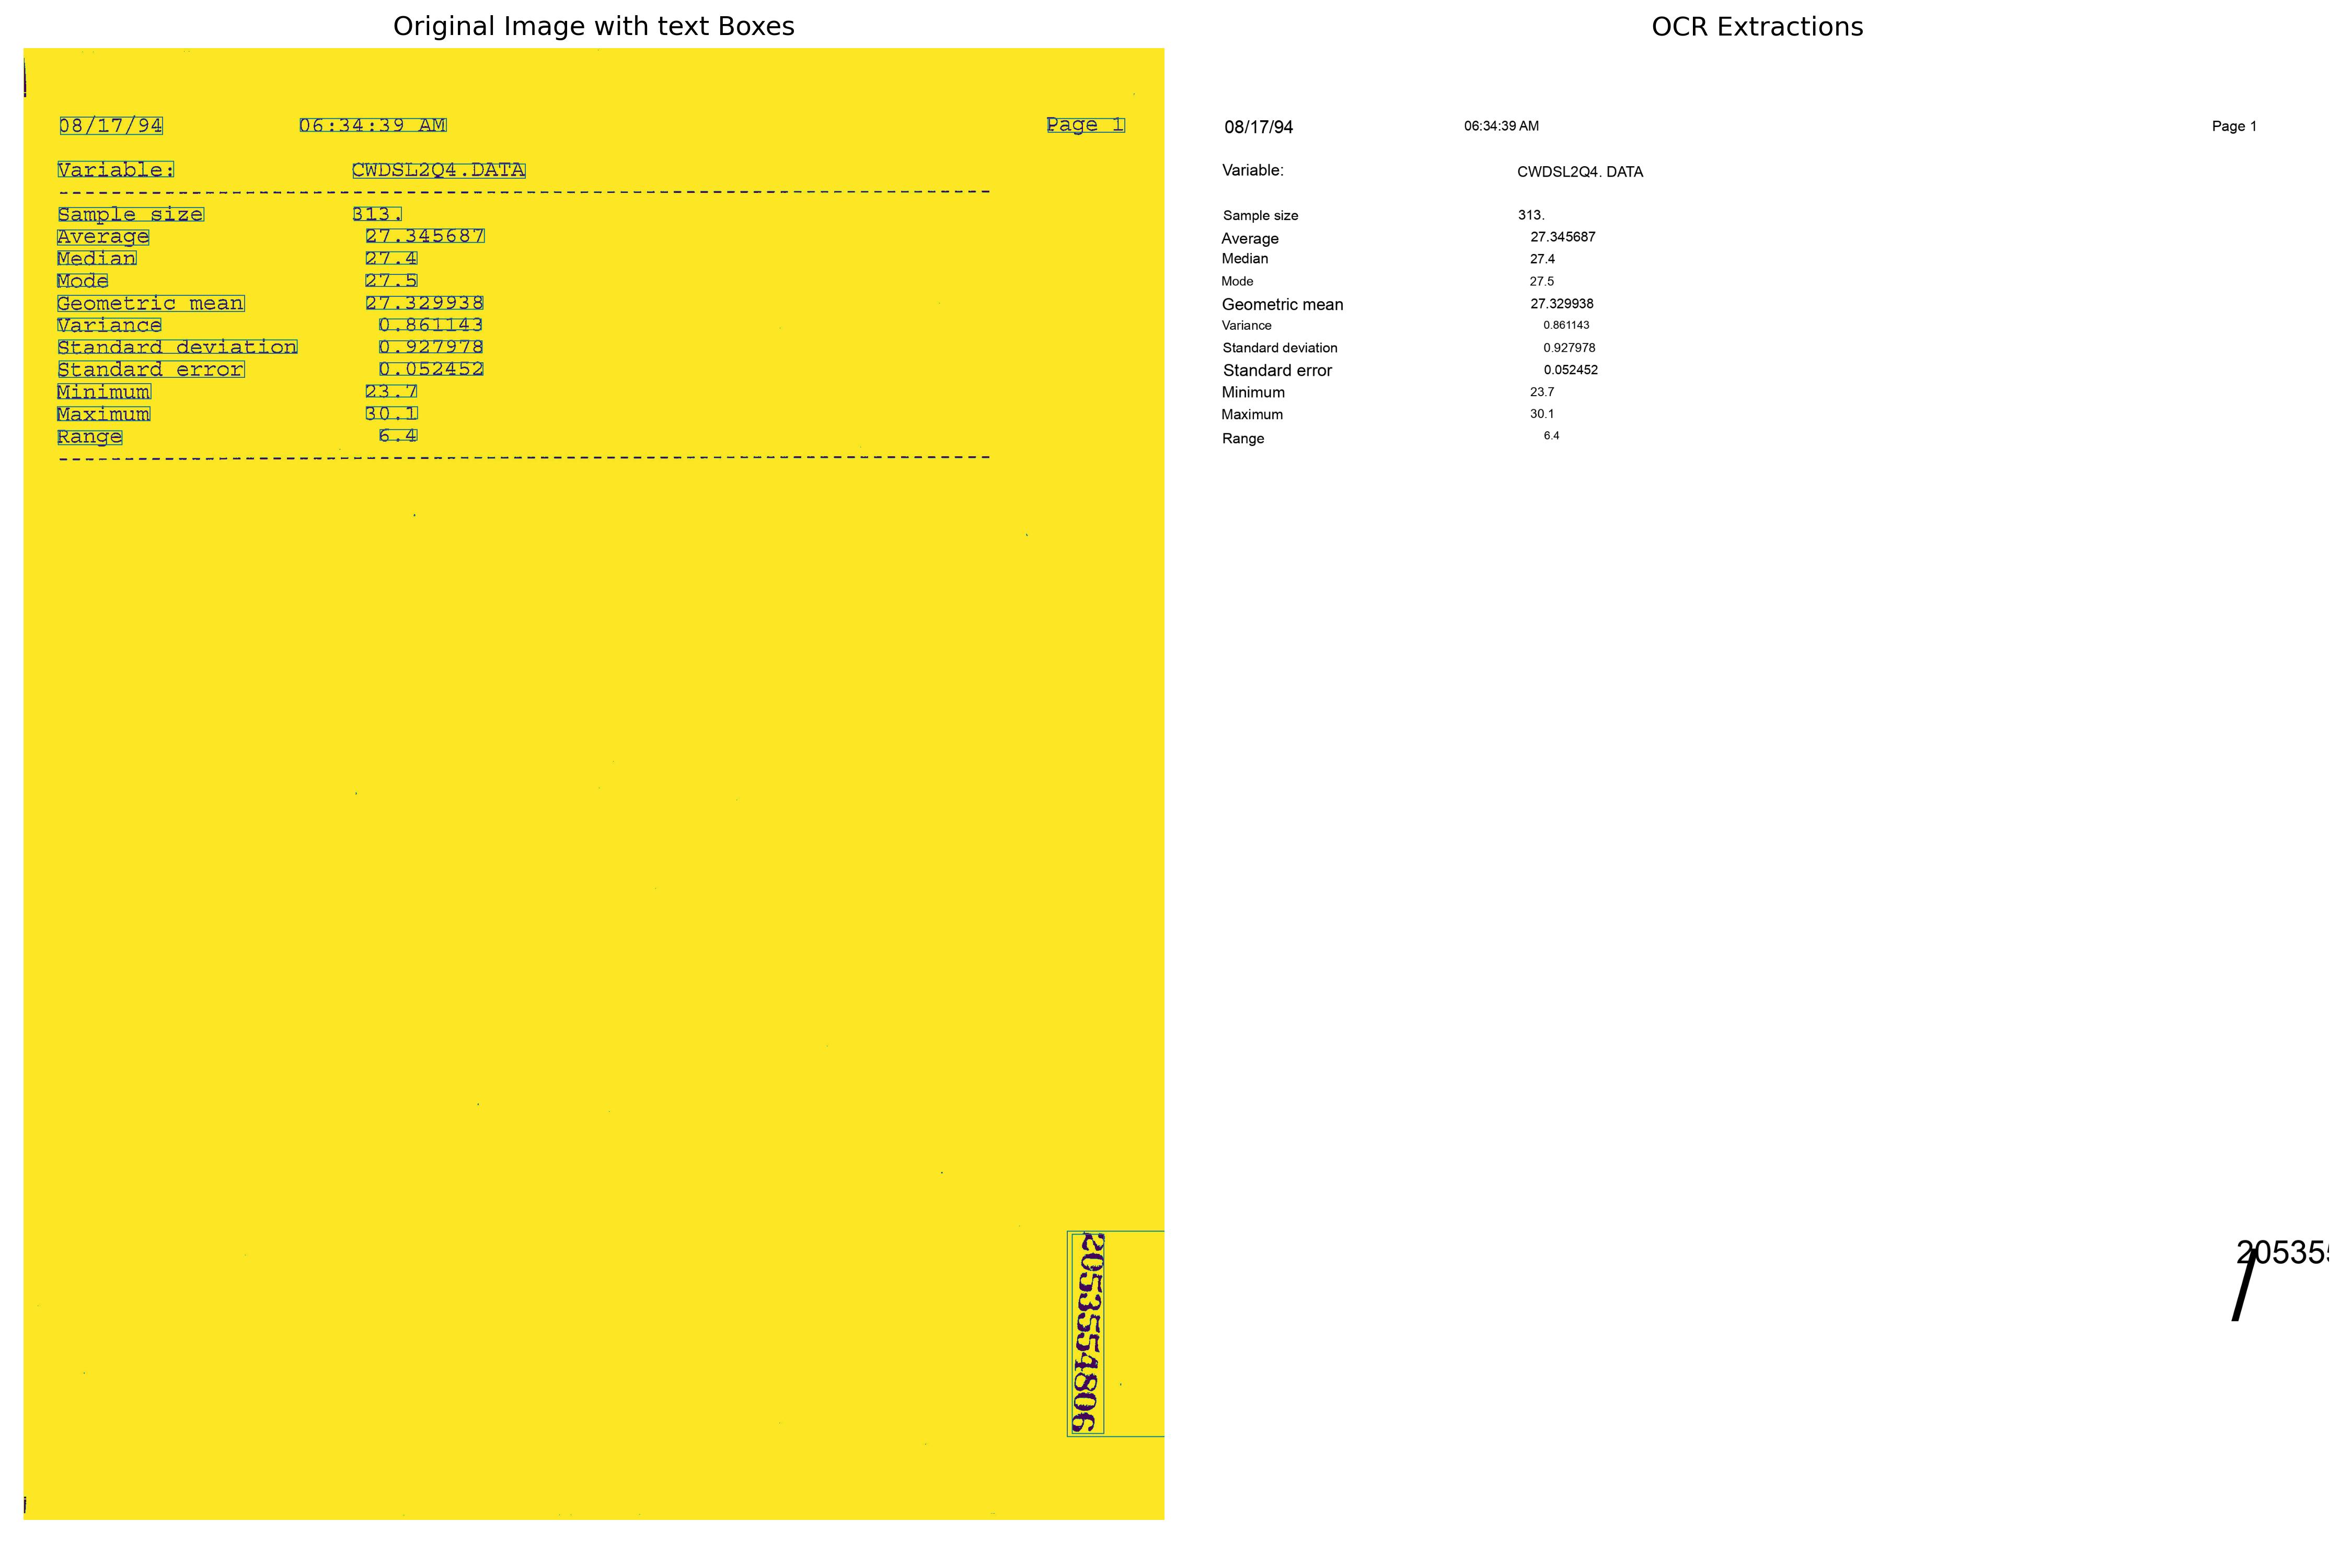 Original Image with text Boxes
08/17/94 06:34:39 AM Page 1
Variable: CWDSL2Q4.DATA
Sample size 313.
Average 27.345687
Median 27.4
Mode 27.5
Geometric mean 27.329938
Variance 0.861143
Standard deviation 0.927978
Standard error 0.052452
Minimum 23.7
Maximum 30.1
Range 6.4
2053554806
OCR Extractions
08/17/94 06:34:39 AM Page 1
Variable: CWDSL2Q4. DATA
Sample size 313.
Average 27.345687
Median 27.4
Mode 27.5
Geometric mean 27.329938
Variance 0.861143
Standard deviation 0.927978
Standard error 0.052452
Minimum 23.7
Maximum 30.1
Range 6.4
205355
/